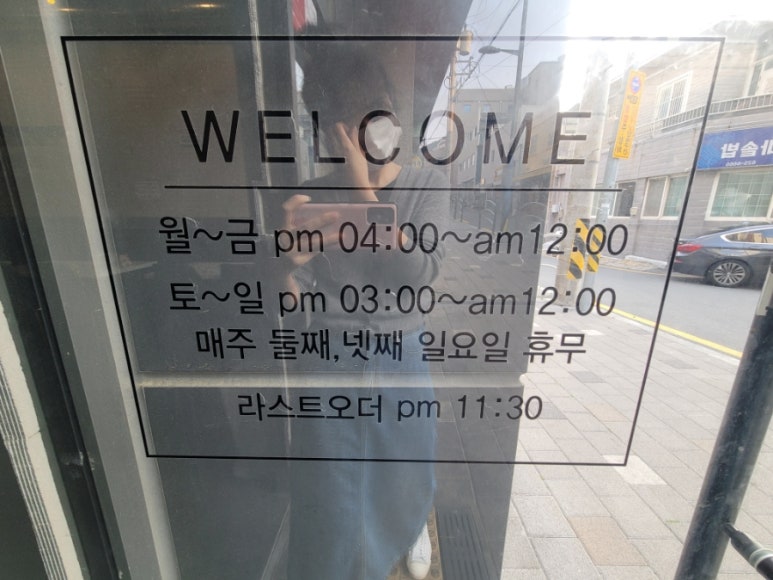 WELCOME
월~금 pm 04:00~am12:00
토~일 pm 03:00~am12:00
매주 둘째,넷째 일요일 휴무
라스트오더 pm 11:30